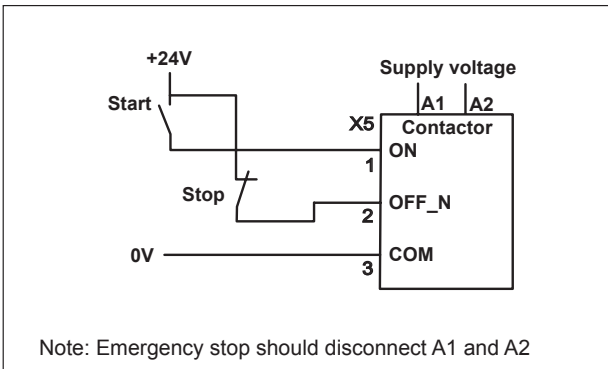 +24V
Supply voltage
Start
A1 A2
X5 Contactor
1 ON
Stop
2 OFF_N
0V
3 COM
Note: Emergency stop should disconnect A1 and A2